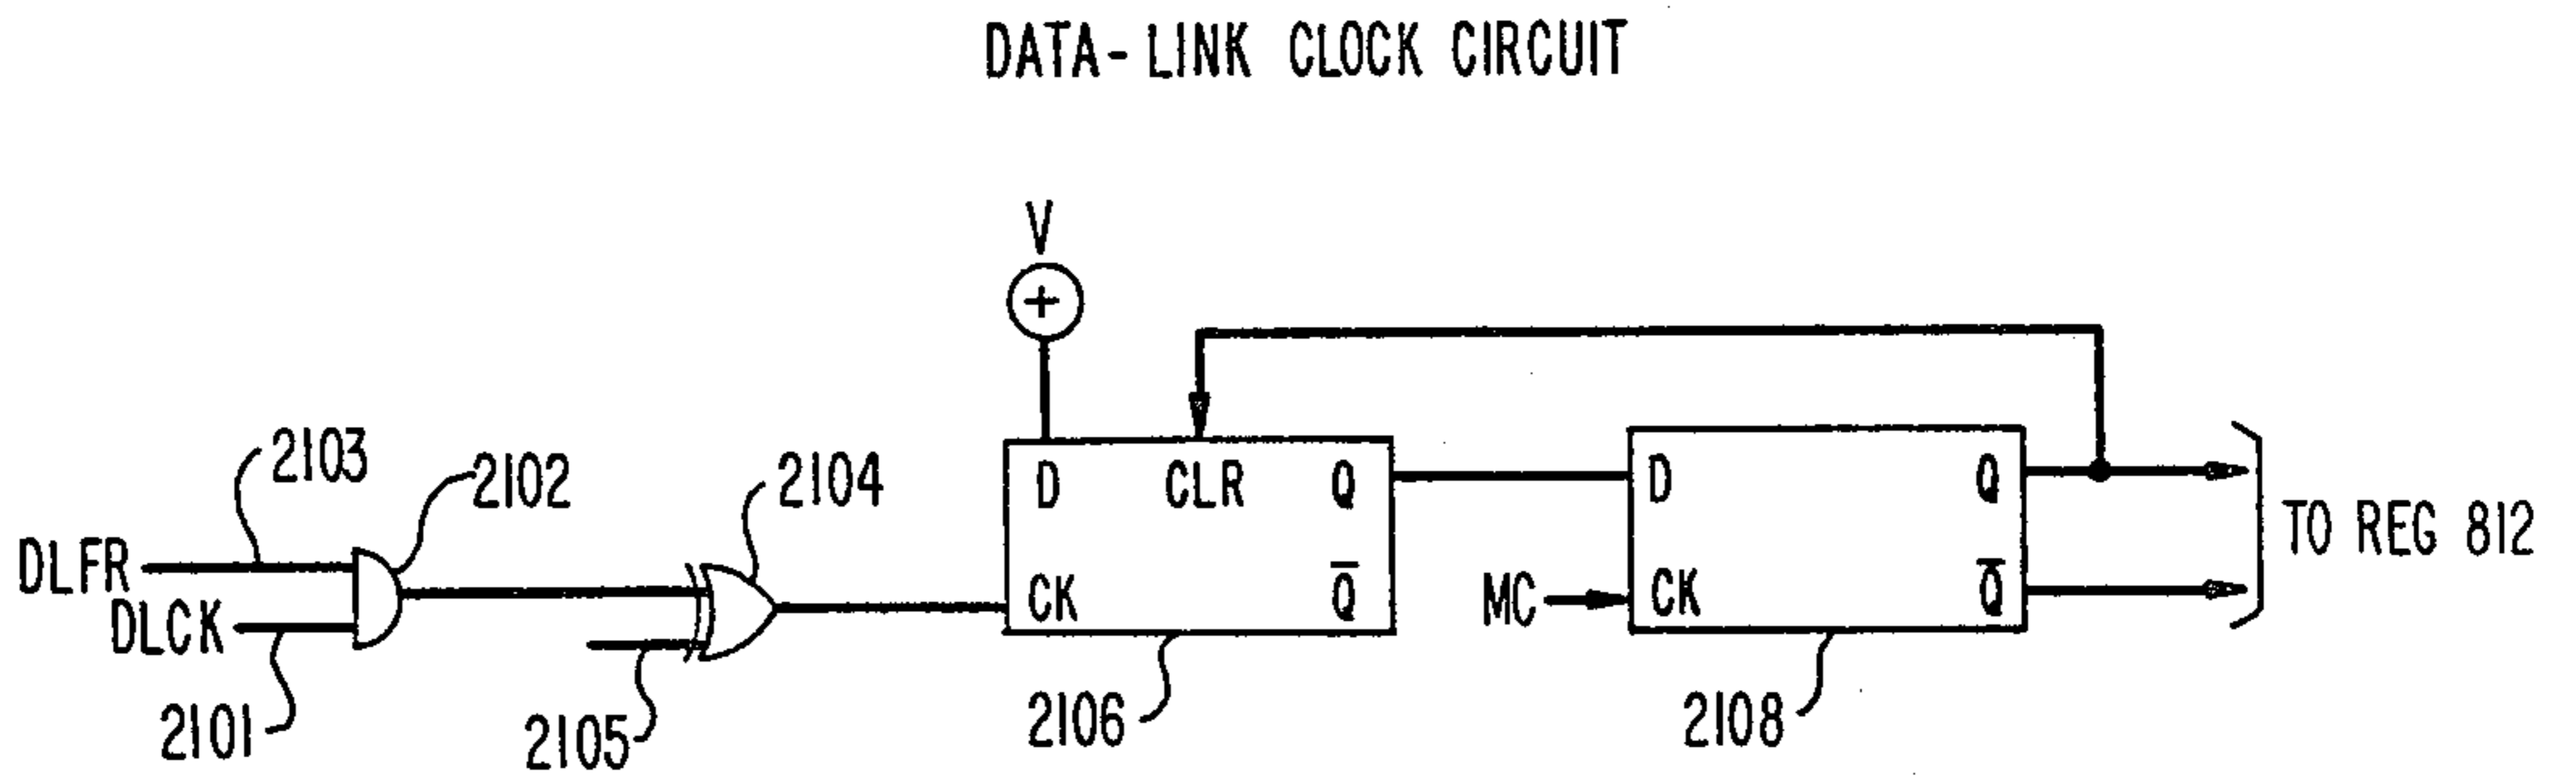 DATA-LINK CLOCK CIRCUIT
V
+
2103
2102
2104
DLFR
DLCK
2101
2105
D CLR Q
CK Q̅
2106
MC
D Q
CK Q̅
2108
TO REG 812